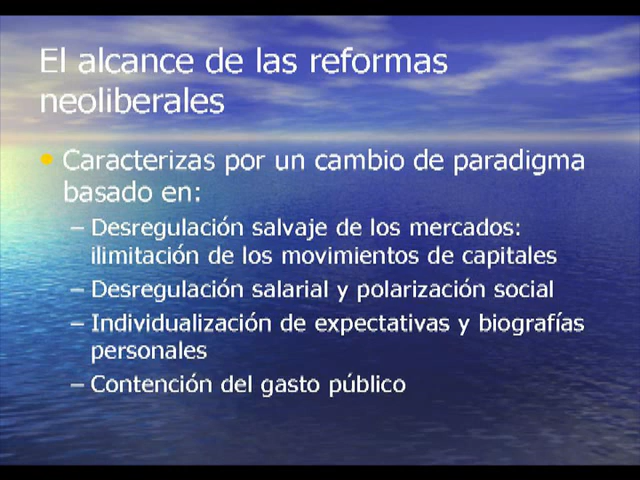 El alcance de las reformas
neoliberales
• Caracterizas por un cambio de paradigma
basado en:
– Desregulación salvaje de los mercados:
ilimitación de los movimientos de capitales
– Desregulación salarial y polarización social
– Individualización de expectativas y biografías
personales
– Contención del gasto público